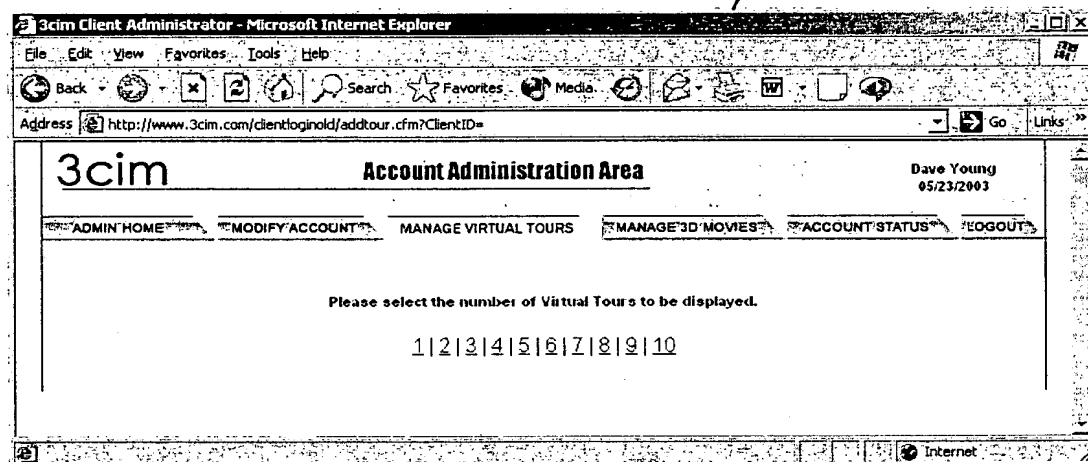 3cim Client Administrator - Microsoft Internet Explorer
File Edit View Favorites Tools Help
Back Search Favorites Media
Address http://www.3cim.com/clientloginold/addtour.cfm?ClientID= Go Links »
3cim Account Administration Area Dave Young
05/23/2003
ADMIN HOME MODIFY ACCOUNT MANAGE VIRTUAL TOURS MANAGE 3D MOVIES ACCOUNT STATUS LOGOUT
Please select the number of Virtual Tours to be displayed.
1|2|3|4|5|6|7|8|9|10
Internet